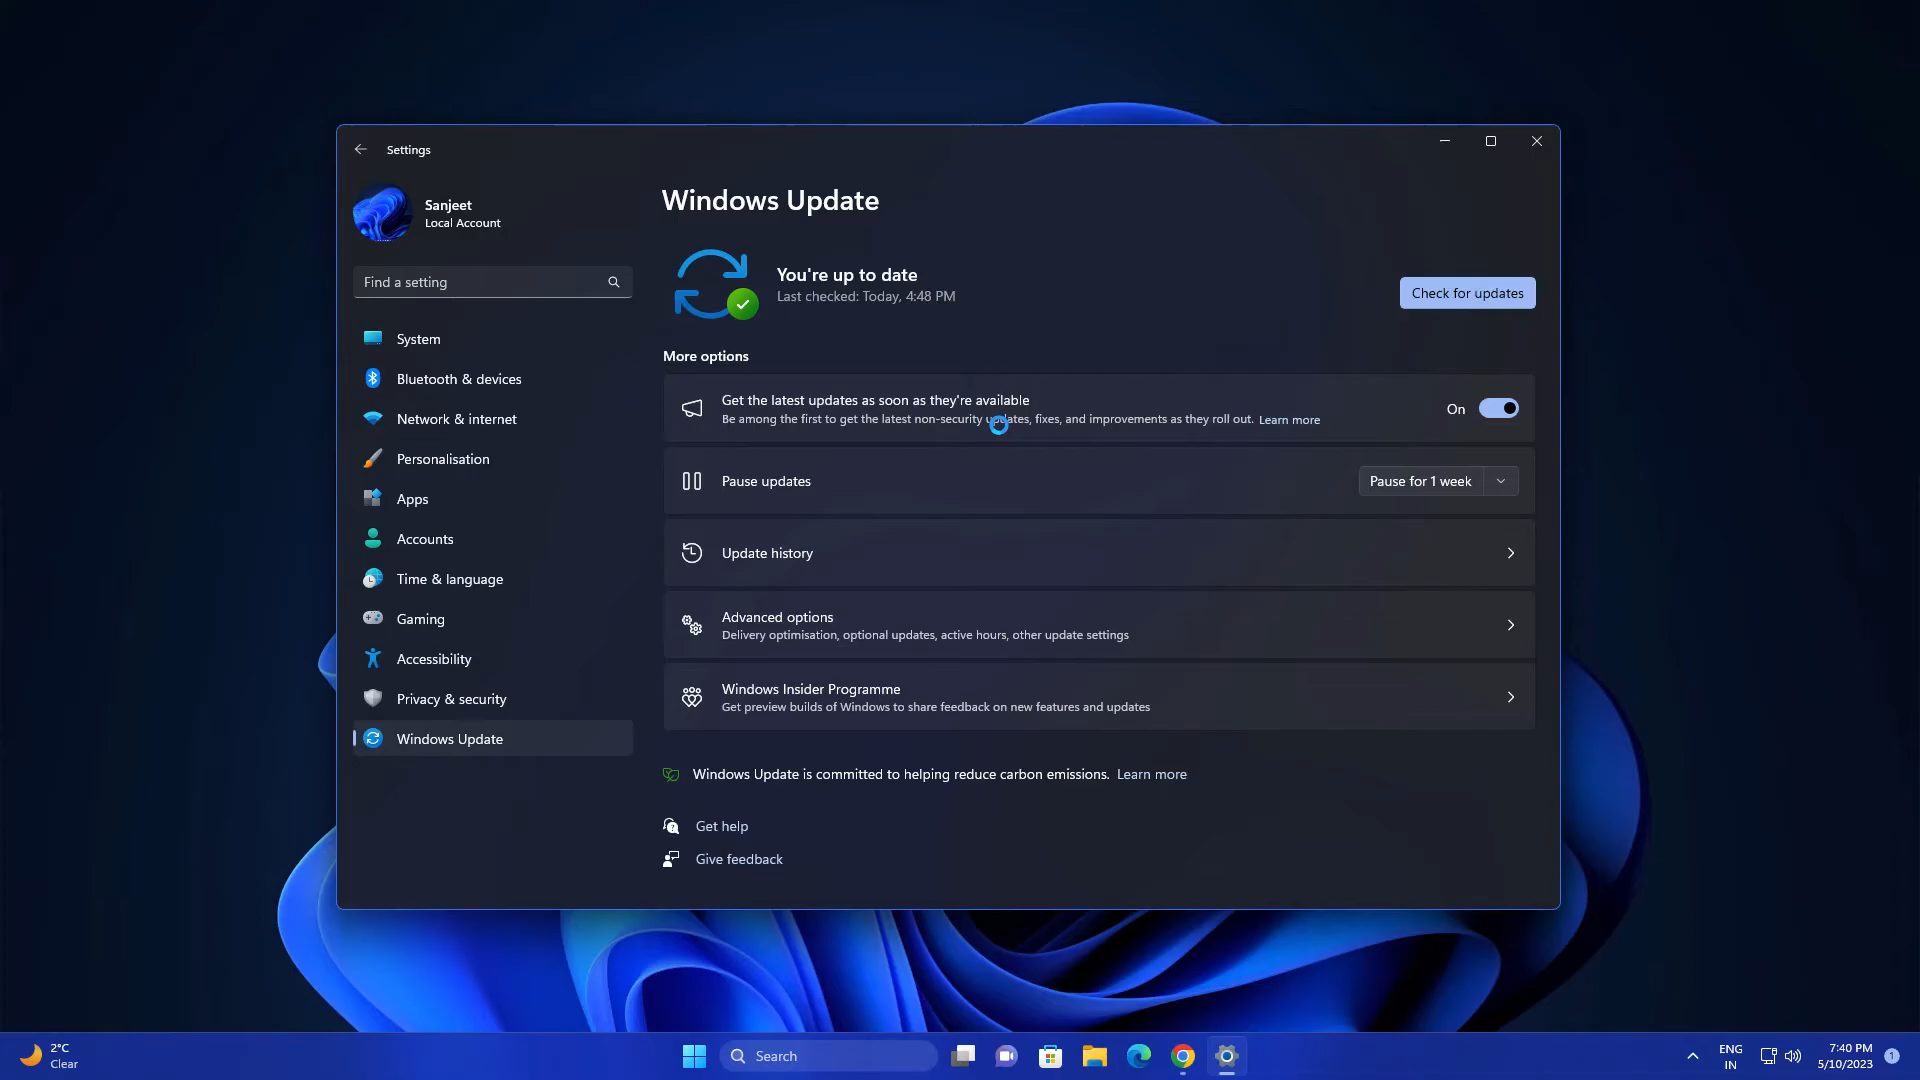 Settings
Sanjeet
Local Account
Find a setting
System
Bluetooth & devices
Network & internet
Personalisation
Apps
Accounts
Time & language
Gaming
Accessibility
Privacy & security
Windows Update
Windows Update
You're up to date
Last checked: Today, 4:48 PM
Check for updates
More options
Get the latest updates as soon as they're available
Be among the first to get the latest non-security updates, fixes, and improvements as they roll out. Learn more
On
Pause updates
Pause for 1 week
Update history
Advanced options
Delivery optimisation, optional updates, active hours, other update settings
Windows Insider Programme
Get preview builds of Windows to share feedback on new features and updates
Windows Update is committed to helping reduce carbon emissions. Learn more
Get help
Give feedback
2°C
Clear
Search
ENG
IN
7:40 PM
5/10/2023
1